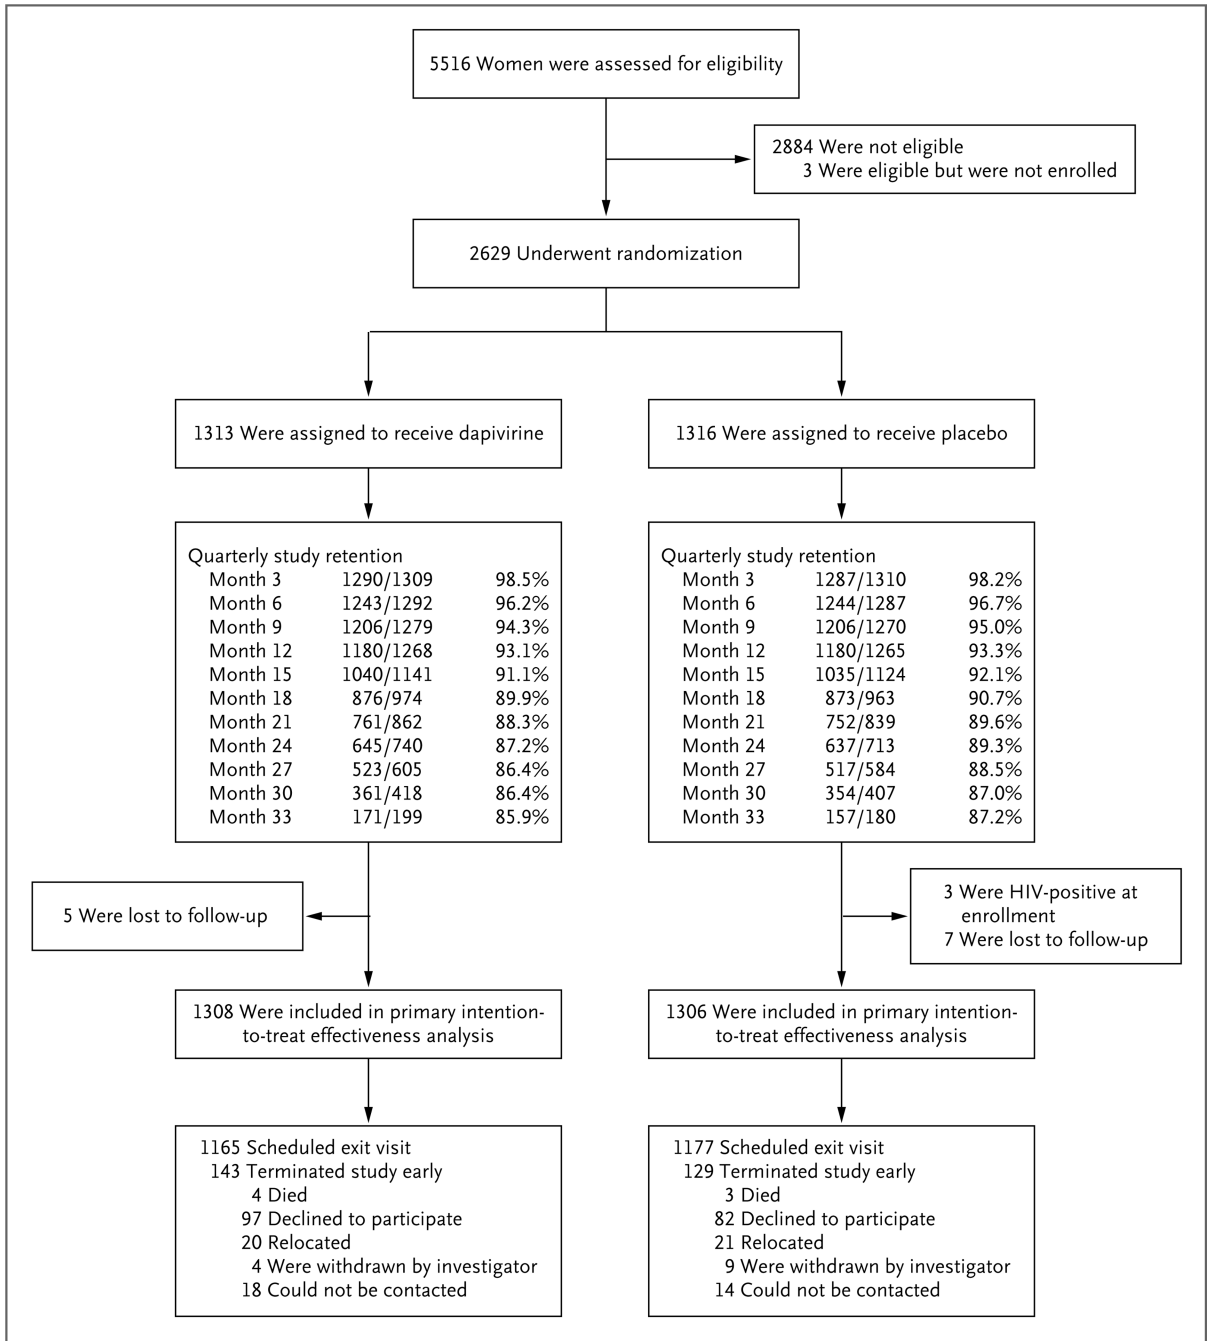 5516 Women were assessed for eligibility
2884 Were not eligible
3 Were eligible but were not enrolled
2629 Underwent randomization
1313 Were assigned to receive dapivirine
1316 Were assigned to receive placebo
Quarterly study retention
Month 3 1290/1309 98.5%
Month 6 1243/1292 96.2%
Month 9 1206/1279 94.3%
Month 12 1180/1268 93.1%
Month 15 1040/1141 91.1%
Month 18 876/974 89.9%
Month 21 761/862 88.3%
Month 24 645/740 87.2%
Month 27 523/605 86.4%
Month 30 361/418 86.4%
Month 33 171/199 85.9%
Quarterly study retention
Month 3 1287/1310 98.2%
Month 6 1244/1287 96.7%
Month 9 1206/1270 95.0%
Month 12 1180/1265 93.3%
Month 15 1035/1124 92.1%
Month 18 873/963 90.7%
Month 21 752/839 89.6%
Month 24 637/713 89.3%
Month 27 517/584 88.5%
Month 30 354/407 87.0%
Month 33 157/180 87.2%
5 Were lost to follow-up
3 Were HIV-positive at
enrollment
7 Were lost to follow-up
1308 Were included in primary intention-
to-treat effectiveness analysis
1306 Were included in primary intention-
to-treat effectiveness analysis
1165 Scheduled exit visit
143 Terminated study early
4 Died
97 Declined to participate
20 Relocated
4 Were withdrawn by investigator
18 Could not be contacted
1177 Scheduled exit visit
129 Terminated study early
3 Died
82 Declined to participate
21 Relocated
9 Were withdrawn by investigator
14 Could not be contacted